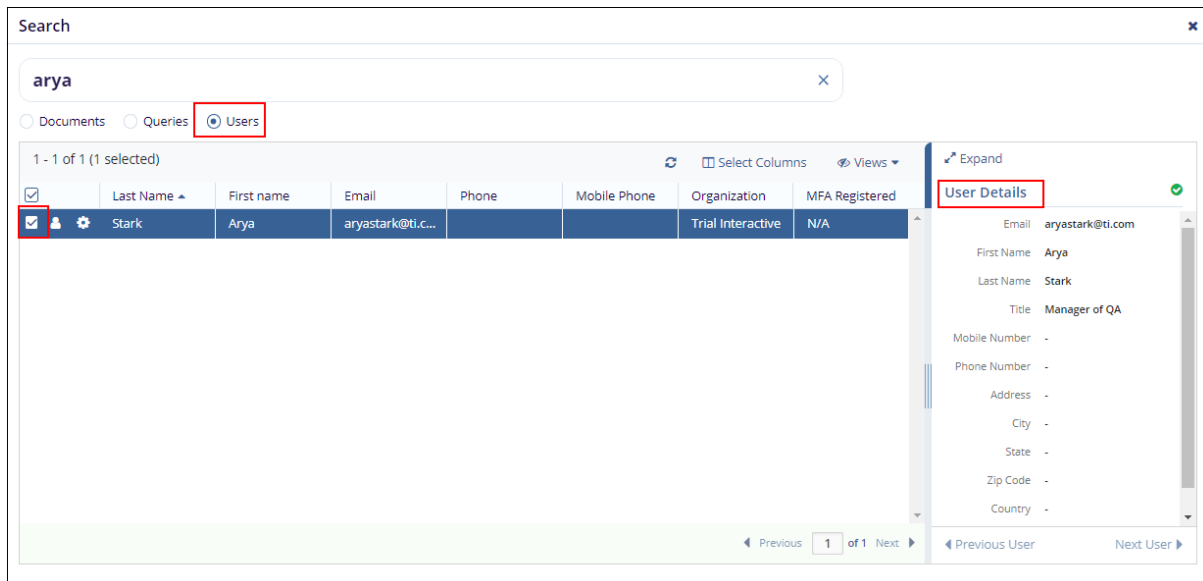 Search
arya
Documents Queries Users
1 - 1 of 1 (1 selected) Select Columns Views
Last Name First name Email Phone Mobile Phone Organization MFA Registered
Stark Arya aryastark@ti.c... Trial Interactive N/A
Previous 1 of 1 Next
Expand
User Details
Email aryastark@ti.com
First Name Arya
Last Name Stark
Title Manager of QA
Mobile Number -
Phone Number -
Address -
City -
State -
Zip Code -
Country -
Previous User Next User